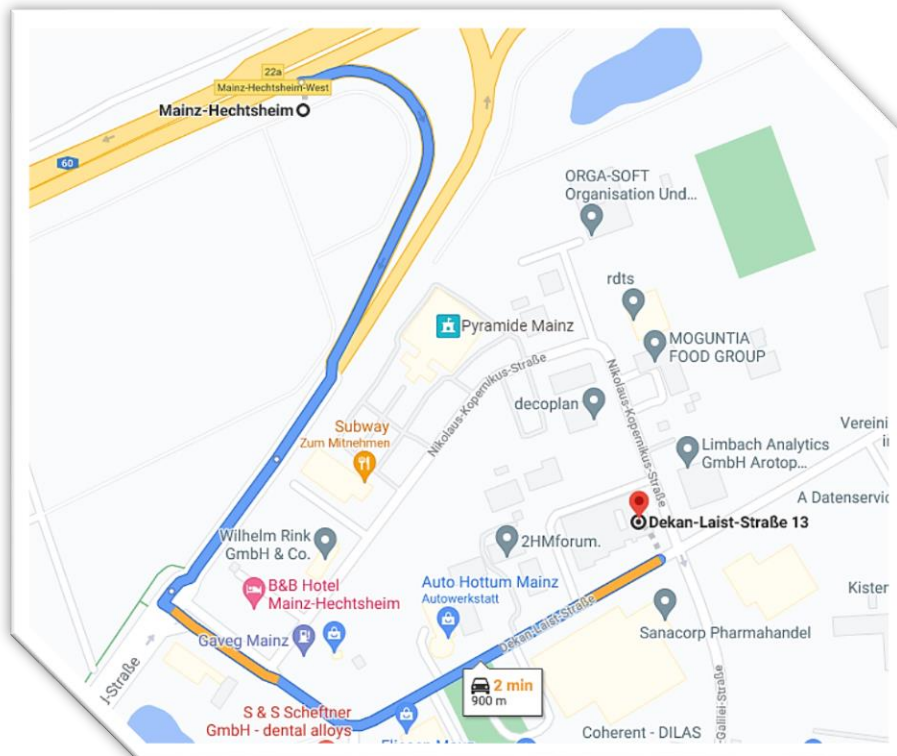 22a
Mainz-Hechtsheim-West
Mainz-Hechtsheim
60
ORGA-SOFT
Organisation Und...
rdts
Pyramide Mainz
MOGUNTIA
FOOD GROUP
Nikolaus-Kopernikus-Straße
Nikolaus-Kopernikus-Straße
decoplan
Subway
Zum Mitnehmen
Vereini
Limbach Analytics
GmbH Arotop...
A Datenservic
Dekan-Laist-Straße 13
Wilhelm Rink
GmbH & Co.
2HMforum.
B&B Hotel
Mainz-Hechtsheim
Auto Hottum Mainz
Autowerkstatt
Kister
Dekan-Laist-Straße
Gaveg Mainz
Sanacorp Pharmahandel
J-Straße
2 min
900 m
-Galilei-Straße
S & S Scheftner
GmbH - dental alloys
Coherent - DILAS